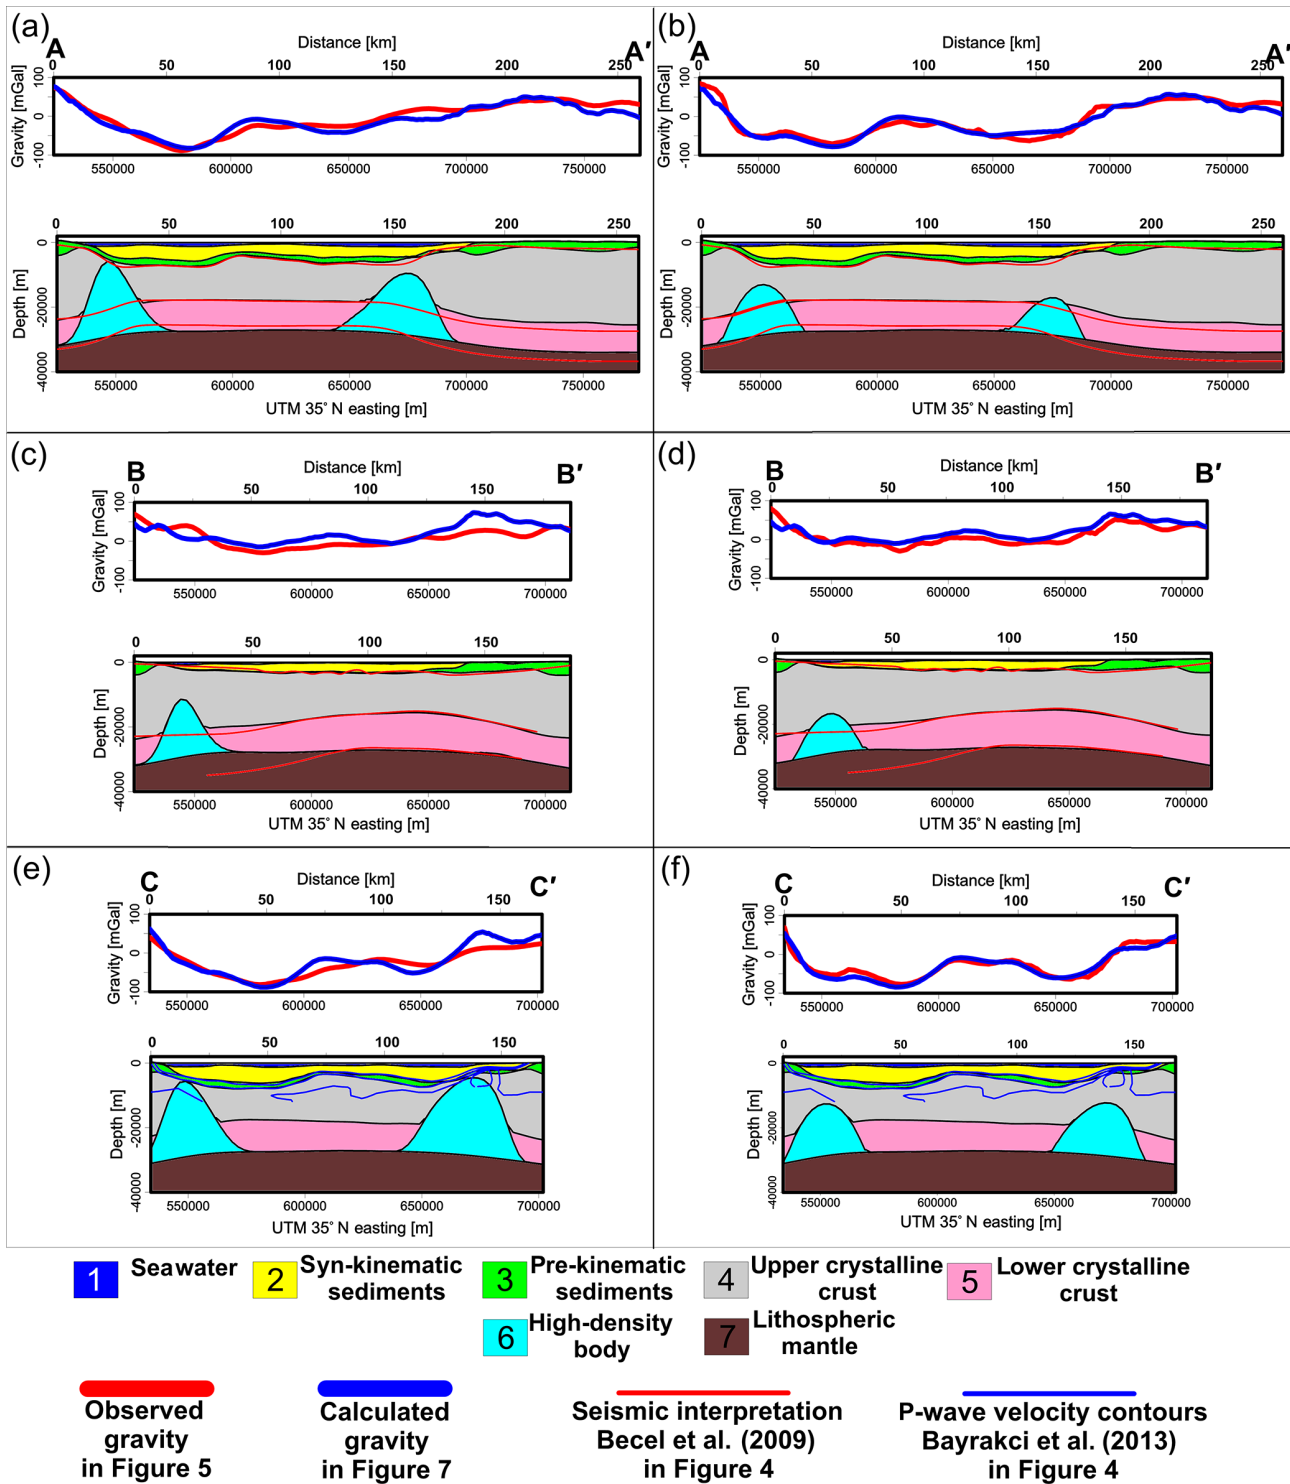 (a)
Distance [km]
A
A′
0 50 100 150 200 250
Gravity [mGal]
100
0
-100
550000 600000 650000 700000 750000
0 50 100 150 200 250
Depth [m]
0
-20000
-40000
550000 600000 650000 700000 750000
UTM 35° N easting [m]
(b)
Distance [km]
A
A′
0 50 100 150 200 250
Gravity [mGal]
100
0
-100
550000 600000 650000 700000 750000
0 50 100 150 200 250
Depth [m]
0
-20000
-40000
550000 600000 650000 700000 750000
UTM 35° N easting [m]
(c)
Distance [km]
B
B′
0 50 100 150
Gravity [mGal]
100
0
-100
550000 600000 650000 700000
0 50 100 150
Depth [m]
0
-20000
-40000
550000 600000 650000 700000
UTM 35° N easting [m]
(d)
Distance [km]
B
B′
0 50 100 150
Gravity [mGal]
100
0
-100
550000 600000 650000 700000
0 50 100 150
Depth [m]
0
-20000
-40000
550000 600000 650000 700000
UTM 35° N easting [m]
(e)
Distance [km]
C
C′
0 50 100 150
Gravity [mGal]
100
0
-100
550000 600000 650000 700000
0 50 100 150
Depth [m]
0
-20000
-40000
550000 600000 650000 700000
UTM 35° N easting [m]
(f)
Distance [km]
C
C′
0 50 100 150
Gravity [mGal]
100
0
-100
550000 600000 650000 700000
0 50 100 150
Depth [m]
0
-20000
-40000
550000 600000 650000 700000
UTM 35° N easting [m]
1 Seawater
2 Syn-kinematic
sediments
3 Pre-kinematic
sediments
4 Upper crystalline
crust
5 Lower crystalline
crust
6 High-density
body
7 Lithospheric
mantle
Observed
gravity
in Figure 5
Calculated
gravity
in Figure 7
Seismic interpretation
Becel et al. (2009)
in Figure 4
P-wave velocity contours
Bayrakci et al. (2013)
in Figure 4